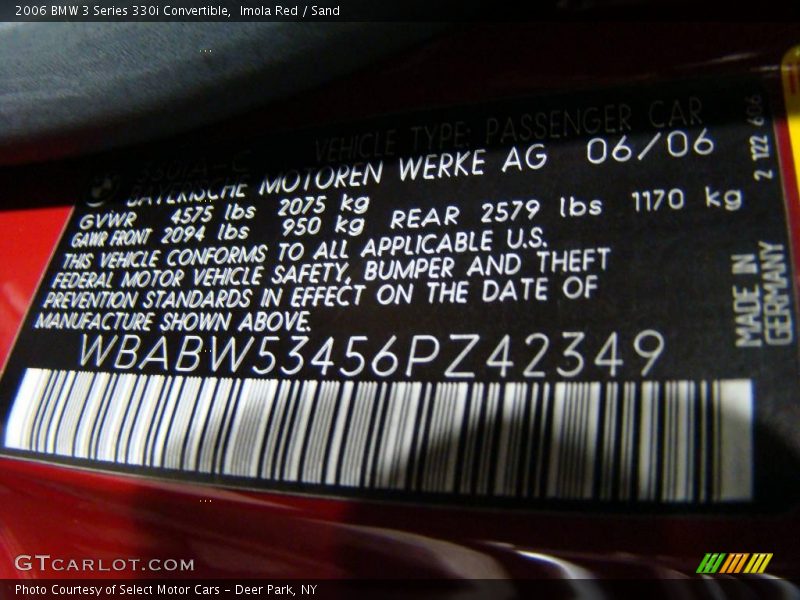 2006 BMW 3 Series 330i Convertible,  Imola Red / Sand
VEHICLE TYPE: PASSENGER CAR
BAYERISCHE MOTOREN WERKE AG 06/06
GVWR 4575 lbs 2075 kg
GAWR FRONT 2094 lbs 950 kg REAR 2579 lbs 1170 kg
THIS VEHICLE CONFORMS TO ALL APPLICABLE U.S.
FEDERAL MOTOR VEHICLE SAFETY, BUMPER AND THEFT
PREVENTION STANDARDS IN EFFECT ON THE DATE OF
MANUFACTURE SHOWN ABOVE.
WBABW53456PZ42349
2 122 606
MADE IN
GERMANY
GTCARLOT.COM
Photo Courtesy of Select Motor Cars - Deer Park, NY